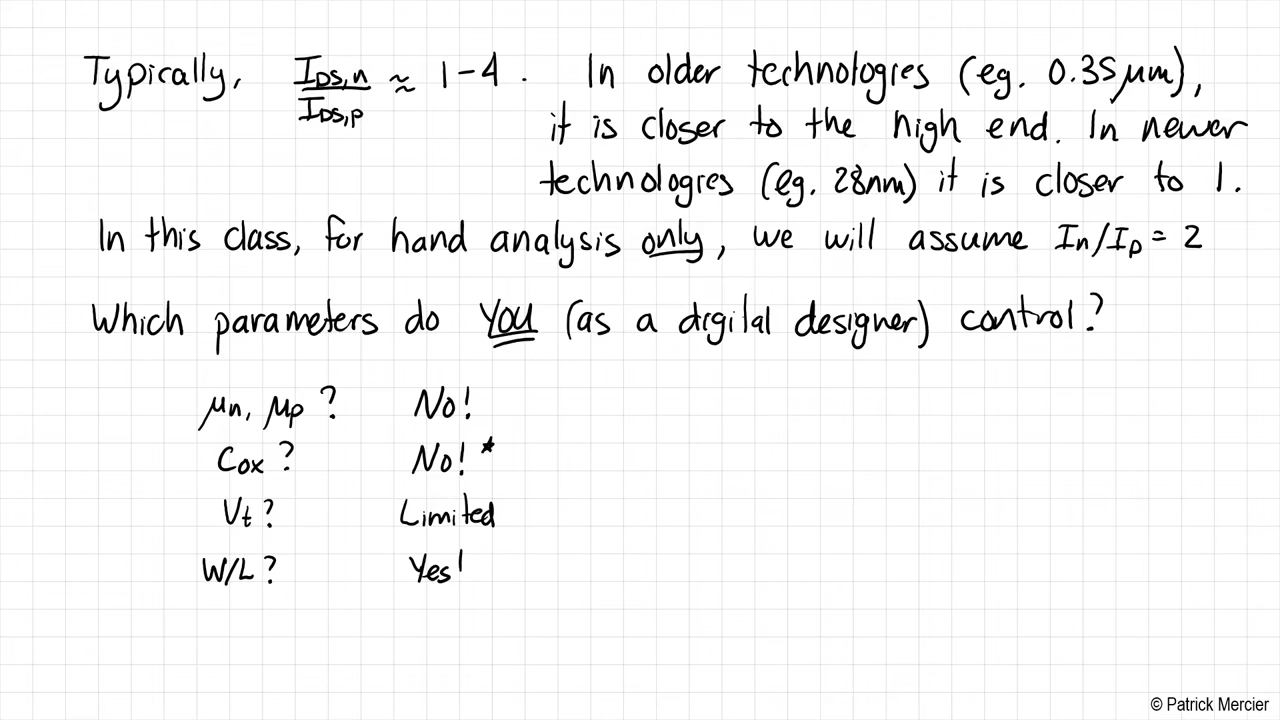 Typically, I_DS,n / I_DS,p ≈ 1-4. In older technologies (eg. 0.35μm),
it is closer to the high end. In newer
technologies (eg. 28nm) it is closer to 1.
In this class, for hand analysis only, we will assume In/Ip = 2
Which parameters do YOU (as a digital designer) control?
μn, μp? No!
Cox? No! *
Vt? Limited
W/L? Yes!
© Patrick Mercier